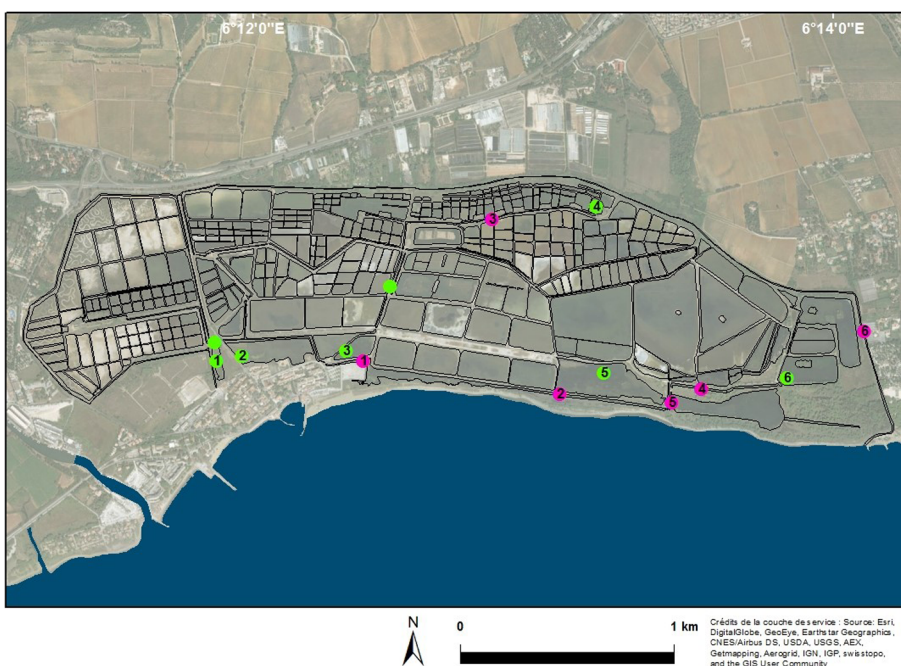 6°12'0"E
6°14'0"E
4
3
6
1
2
3
1
5
6
2
4
5
N
0
1 km
Crédits de la couche de service : Source: Esri,
DigitalGlobe, GeoEye, Earthstar Geographics,
CNES/Airbus DS, USDA, USGS, AEX,
Getmapping, Aerogrid, IGN, IGP, swisstopo,
and the GIS User Community